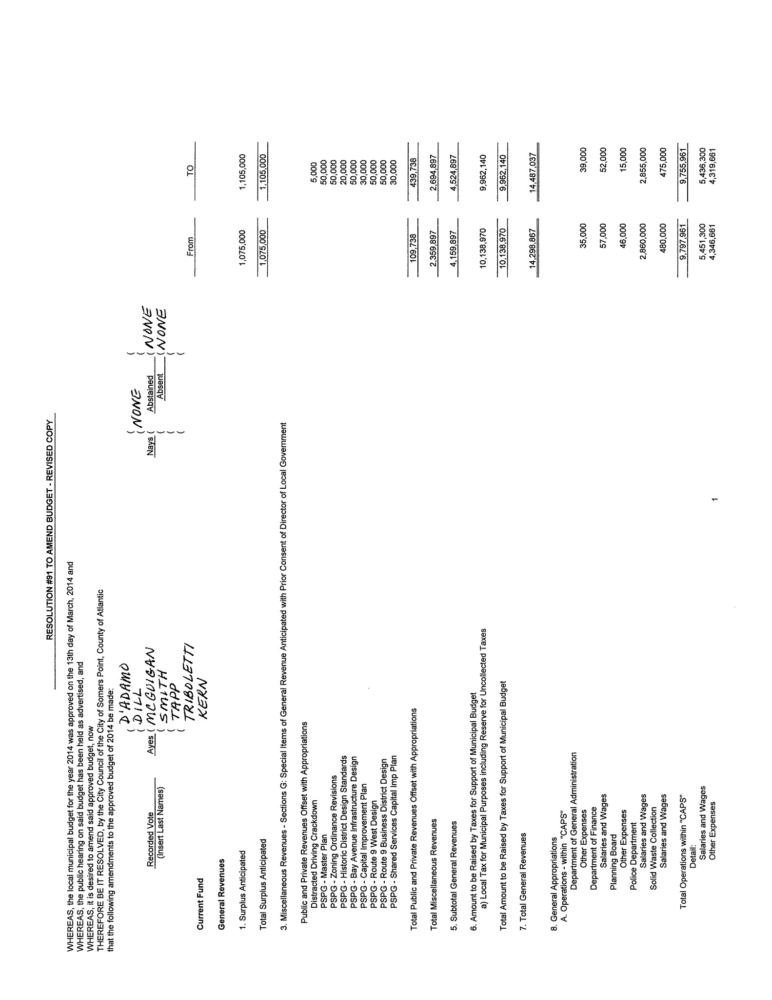 RESOLUTION #91 TO AMEND BUDGET - REVISED COPY
WHEREAS, the local municipal budget for the year 2014 was approved on the 13th day of March, 2014 and
WHEREAS, the public hearing on said budget has been held as advertised, and
WHEREAS, it is desired to amend said approved budget, now
THEREFORE BE IT RESOLVED, by the City Council of the City of Somers Point, County of Atlantic
that the following amendments to the approved budget of 2014 be made:
( D'ADAMO ( (
( DILL ( NONE (
Recorded Vote Ayes ( MCGUIGAN Nays ( Abstained ( NONE
(Insert Last Names) ( SMITH ( Absent ( NONE
( TAPP ( (
( TRIBOLETTI ( (
KERN
From TO
Current Fund
General Revenues
1. Surplus Anticipated 1,075,000 1,105,000
Total Surplus Anticipated 1,075,000 1,105,000
3. Miscellaneous Revenues - Sections G: Special Items of General Revenue Anticipated with Prior Consent of Director of Local Government
Public and Private Revenues Offset with Appropriations
Distracted Driving Crackdown 5,000
PSPG - Master Plan 50,000
PSPG - Zoning Ordinance Revisions 50,000
PSPG - Historic District Design Standards 20,000
PSPG - Bay Avenue Infrastructure Design 50,000
PSPG - Capital Improvement Plan 30,000
PSPG - Route 9 West Design 50,000
PSPG - Route 9 Business District Design 50,000
PSPG - Shared Services Capital Imp Plan 30,000
Total Public and Private Revenues Offset with Appropriations 109,738 439,738
Total Miscellaneous Revenues 2,359,897 2,694,897
5. Subtotal General Revenues 4,159,897 4,524,897
6. Amount to be Raised by Taxes for Support of Municipal Budget
a) Local Tax for Municipal Purposes including Reserve for Uncollected Taxes 10,138,970 9,962,140
Total Amount to be Raised by Taxes for Support of Municipal Budget 10,138,970 9,962,140
7. Total General Revenues 14,298,867 14,487,037
8. General Appropriations
A. Operations - within "CAPS"
Department of General Administration
Other Expenses 35,000 39,000
Department of Finance
Salaries and Wages 57,000 52,000
Planning Board
Other Expenses 46,000 15,000
Police Department
Salaries and Wages 2,860,000 2,855,000
Solid Waste Collection
Salaries and Wages 480,000 475,000
Total Operations within "CAPS" 9,797,961 9,755,961
Detail:
Salaries and Wages 5,451,300 5,436,300
Other Expenses 4,346,661 4,319,661
1